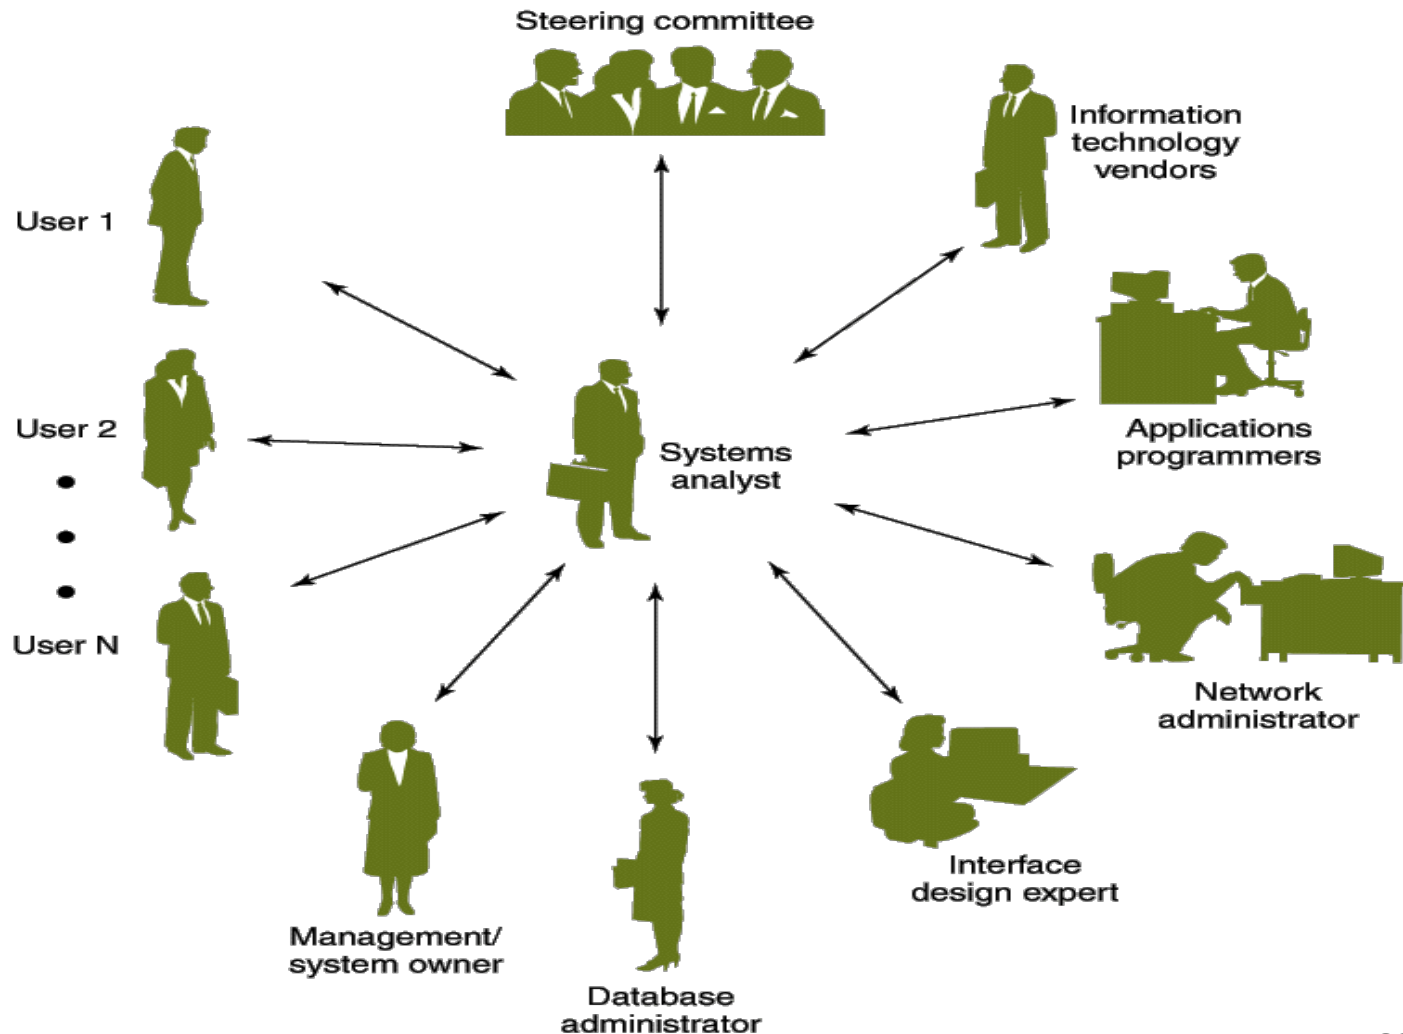 Steering committee
Information
technology
vendors
User 1
Applications
programmers
User 2
Systems
analyst
User N
Network
administrator
Interface
design expert
Management/
system owner
Database
administrator